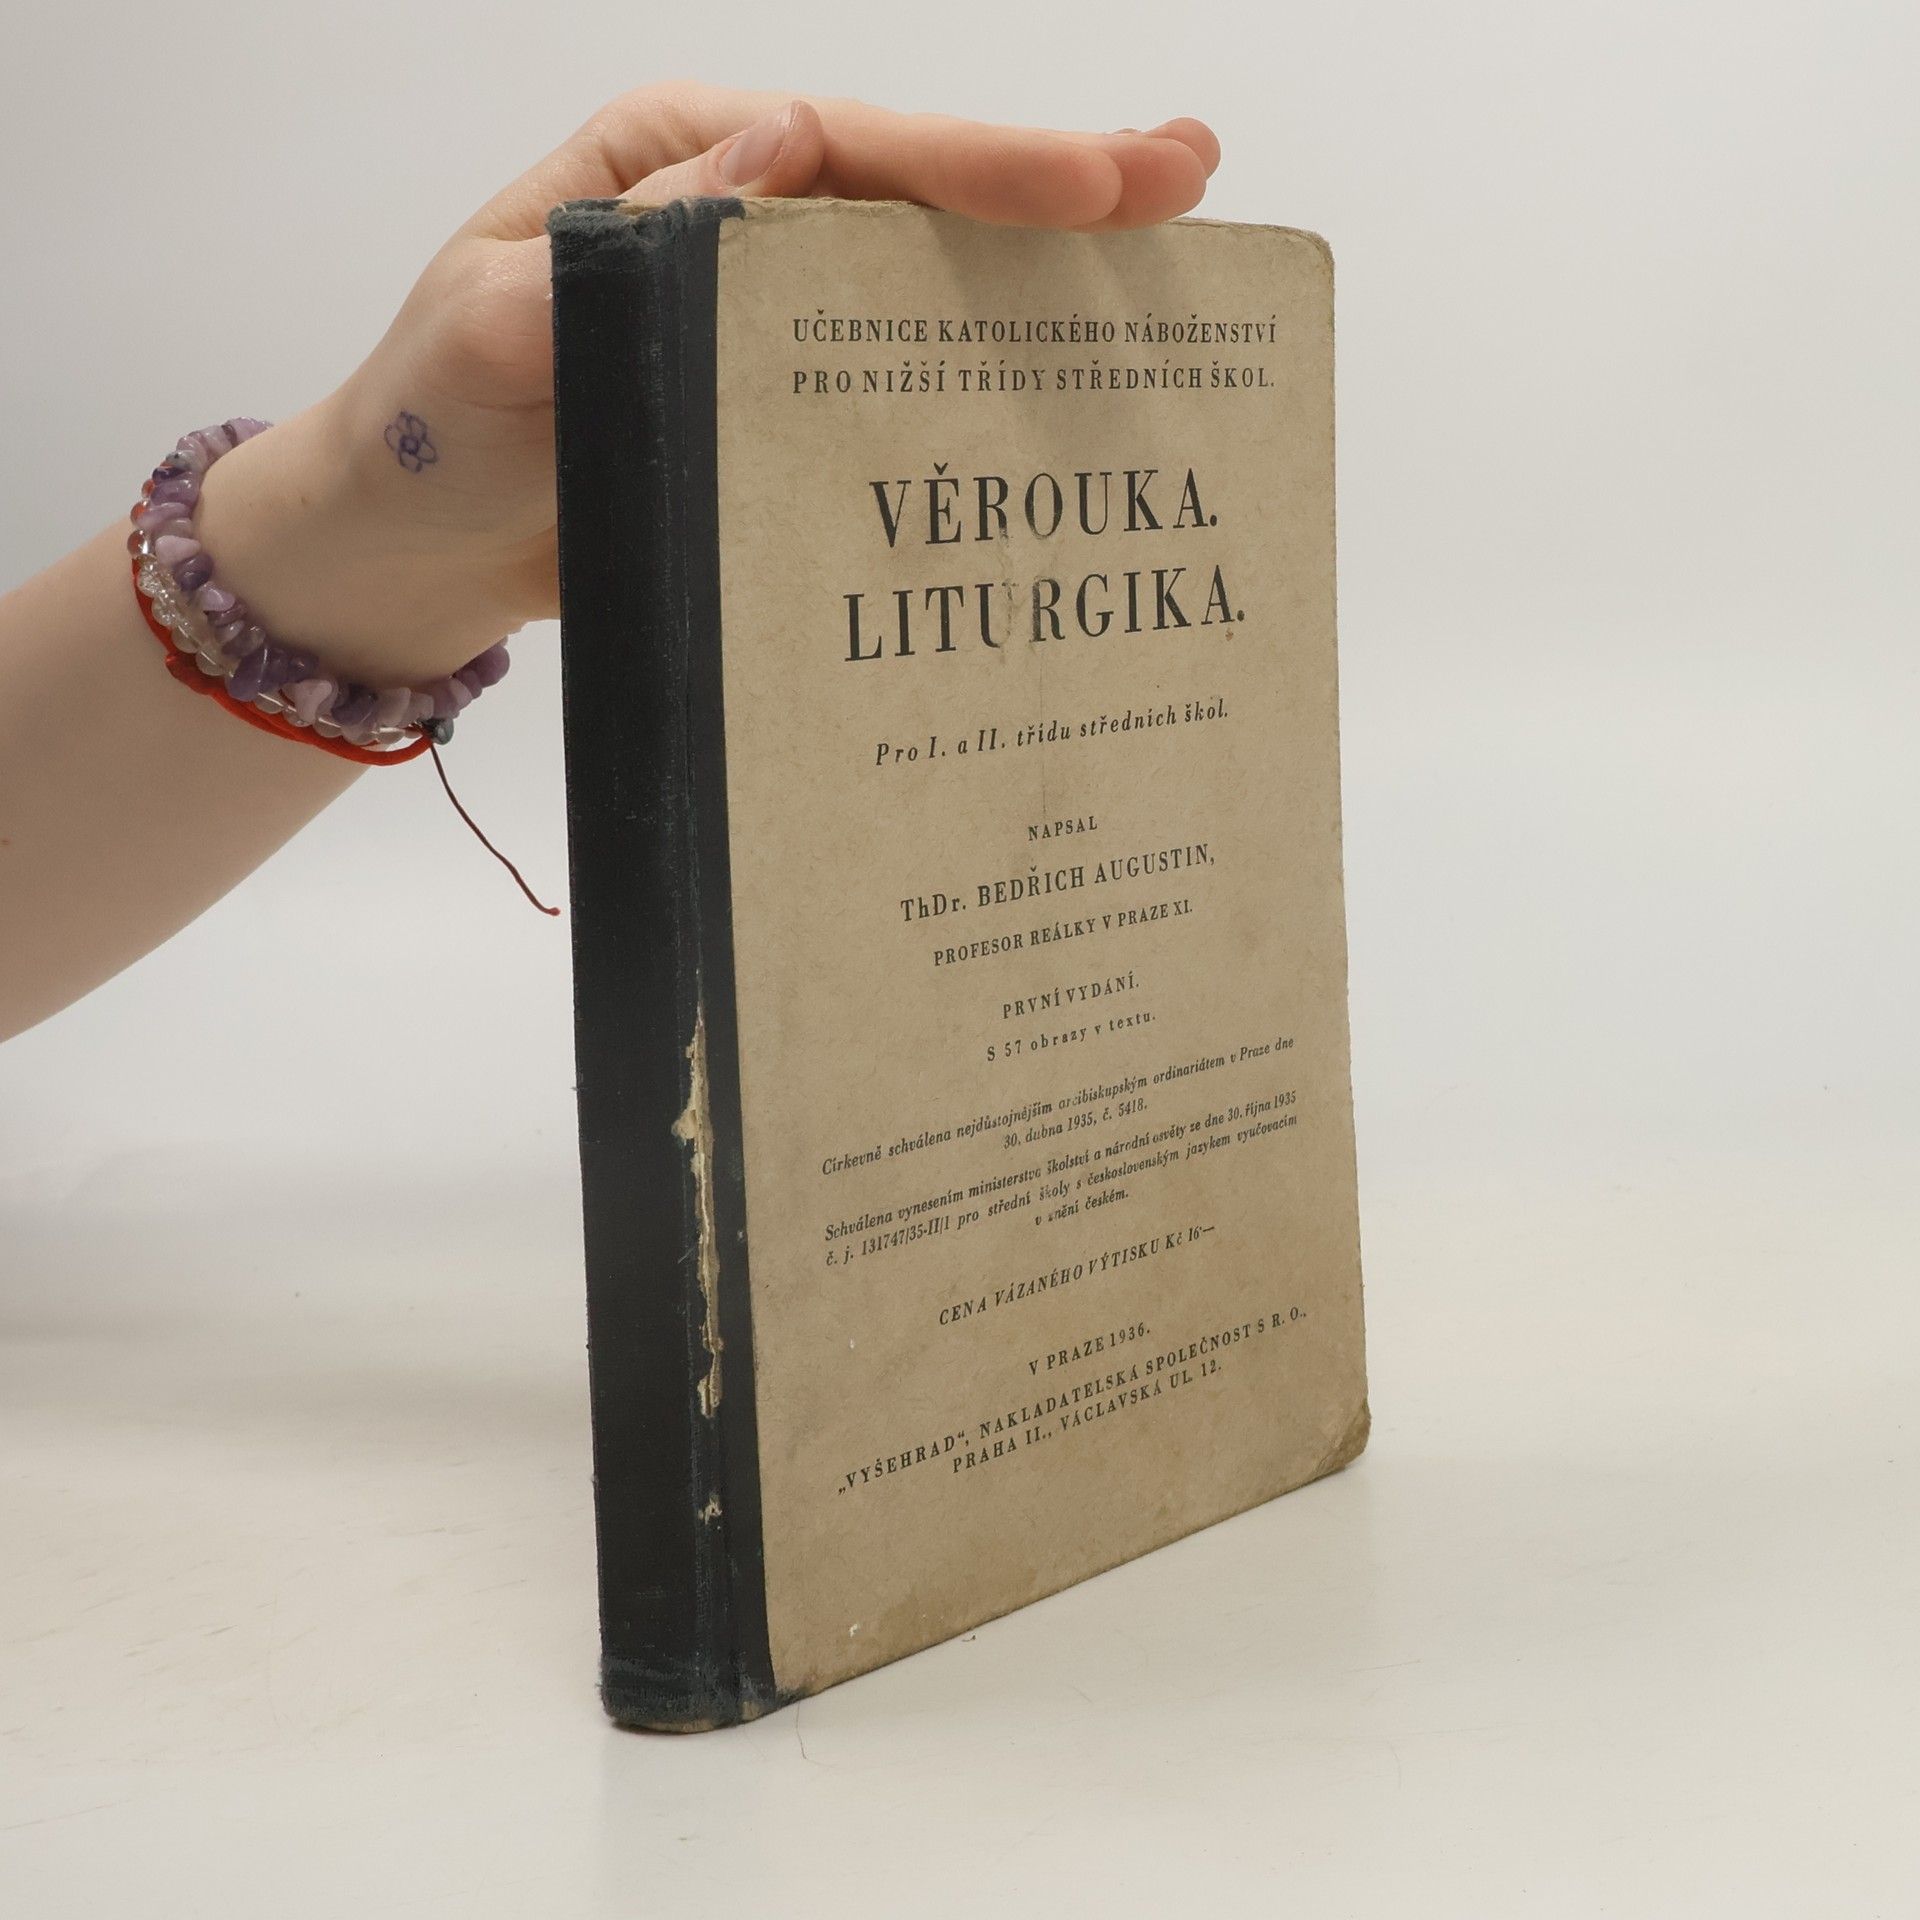 UČEBNICE KATOLICKÉHO NÁBOŽENSTVÍ
PRO NIŽŠÍ TŘÍDY STŘEDNÍCH ŠKOL.
VĚROUKA.
LITURGIKA.
Pro I. a II. třídu středních škol.
NAPSAL
ThDr. BEDŘICH AUGUSTIN,
PROFESOR REÁLKY V PRAZE XI.
PRVNÍ VYDÁNÍ.
S 57 obrazy v textu.
Církevně schválena nejdůstojnějším arcibiskupským ordinariátem v Praze dne
30. dubna 1935, č. 5418.
Schválena vynesením ministerstva školství a národní osvěty ze dne 30. října 1935
č. j. 131747/35-II/1 pro střední školy s československým jazykem vyučovacím
v znění českém.
CENA VÁZANÉHO VÝTISKU Kč 16·—
V PRAZE 1936.
„VYŠEHRAD“, NAKLADATELSKÁ SPOLEČNOST S R. O.,
PRAHA II., VÁCLAVSKÁ UL. 12.